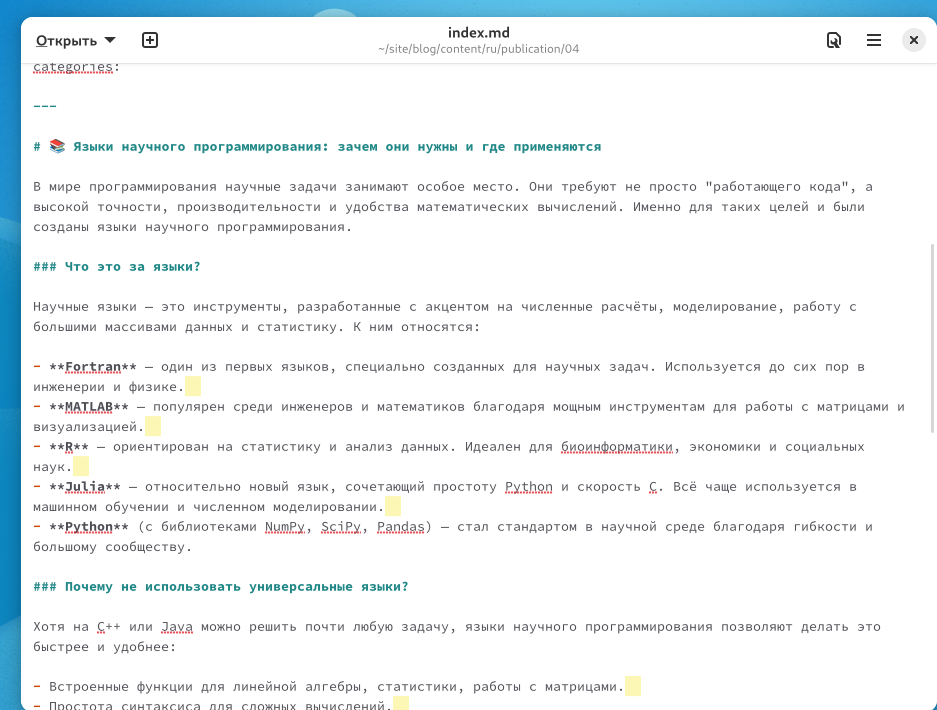 Открыть
index.md
~/site/blog/content/ru/publication/04
categories:
---
# 📚 Языки научного программирования: зачем они нужны и где применяются
В мире программирования научные задачи занимают особое место. Они требуют не просто "работающего кода", а
высокой точности, производительности и удобства математических вычислений. Именно для таких целей и были
созданы языки научного программирования.
### Что это за языки?
Научные языки — это инструменты, разработанные с акцентом на численные расчёты, моделирование, работу с
большими массивами данных и статистику. К ним относятся:
- **Fortran** — один из первых языков, специально созданных для научных задач. Используется до сих пор в
инженерии и физике.
- **MATLAB** — популярен среди инженеров и математиков благодаря мощным инструментам для работы с матрицами и
визуализацией.
- **R** — ориентирован на статистику и анализ данных. Идеален для биоинформатики, экономики и социальных
наук.
- **Julia** — относительно новый язык, сочетающий простоту Python и скорость C. Всё чаще используется в
машинном обучении и численном моделировании.
- **Python** (с библиотеками NumPy, SciPy, Pandas) — стал стандартом в научной среде благодаря гибкости и
большому сообществу.
### Почему не использовать универсальные языки?
Хотя на C++ или Java можно решить почти любую задачу, языки научного программирования позволяют делать это
быстрее и удобнее:
- Встроенные функции для линейной алгебры, статистики, работы с матрицами.
- Простота синтаксиса для сложных вычислений.